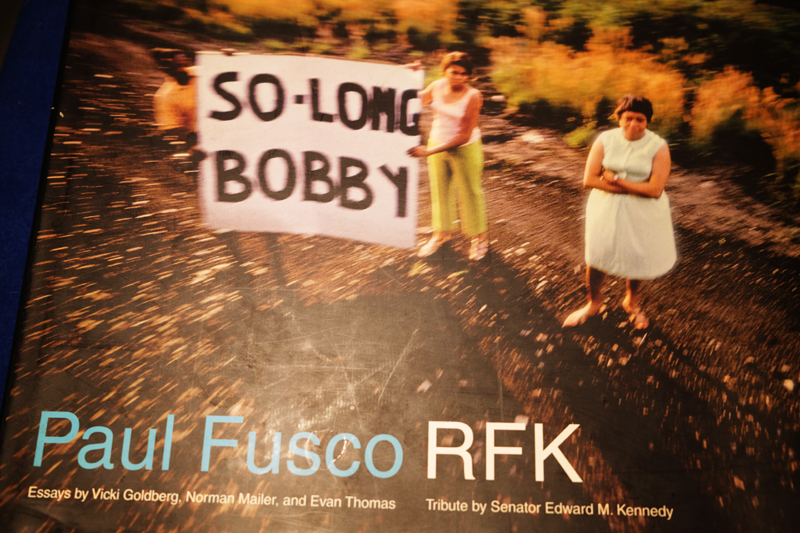 SO-LONG
BOBBY
Paul Fusco RFK
Essays by Vicki Goldberg, Norman Mailer, and Evan Thomas Tribute by Senator Edward M. Kennedy